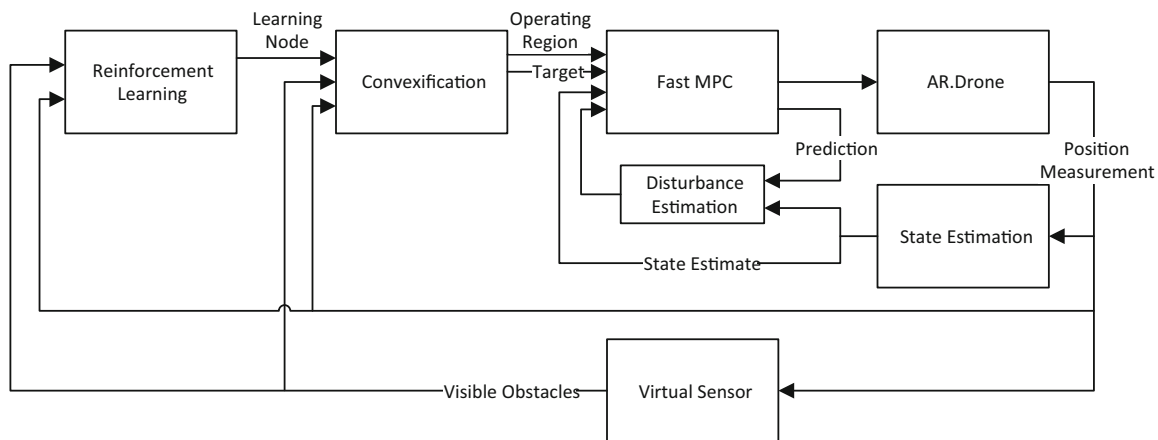 Learning
Node
Operating
Region
Target
Reinforcement
Learning
Convexification
Fast MPC
AR.Drone
Prediction
Position
Measurement
Disturbance
Estimation
State Estimation
State Estimate
Visible Obstacles
Virtual Sensor